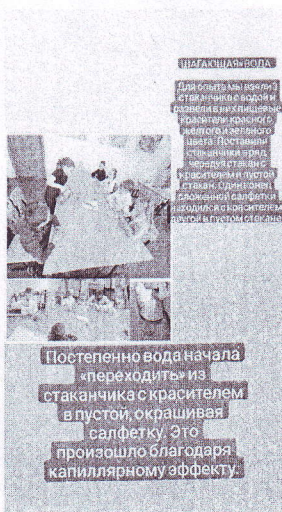 ШАГАЮЩАЯ ВОДА
Для опыта мы взяли 3
стаканчика с водой и
развели в них пищевые
красители красного,
желтого и зеленого
цвета. Поставили
стаканчики в ряд,
чередуя стакан с
красителем и пустой
стакан. Один конец
сложенной салфетки
находился с красителем
другой в пустом стакане
Постепенно вода начала
«переходить» из
стаканчика с красителем
в пустой, окрашивая
салфетку. Это
произошло благодаря
капиллярному эффекту.